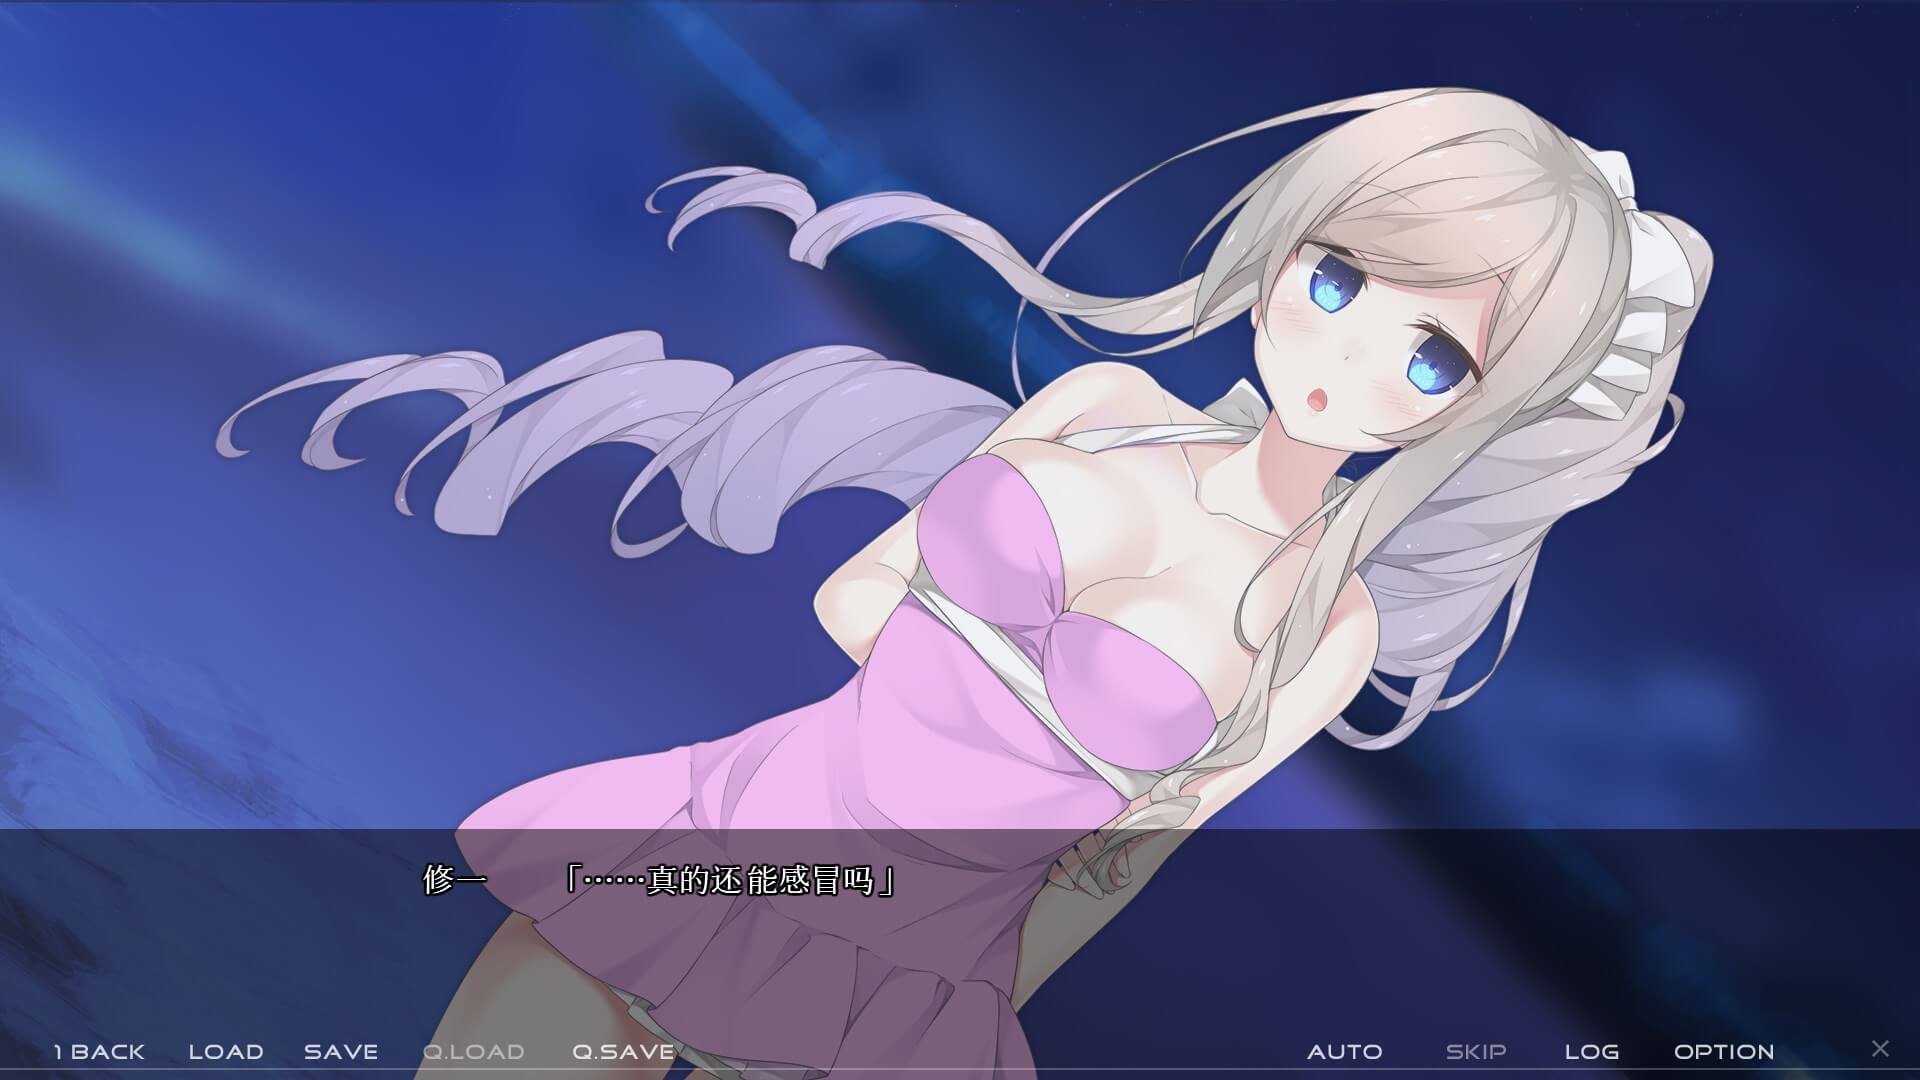 修一 「……真的还能感冒吗」
1 BACK LOAD SAVE Q.LOAD Q.SAVE AUTO SKIP LOG OPTION ×